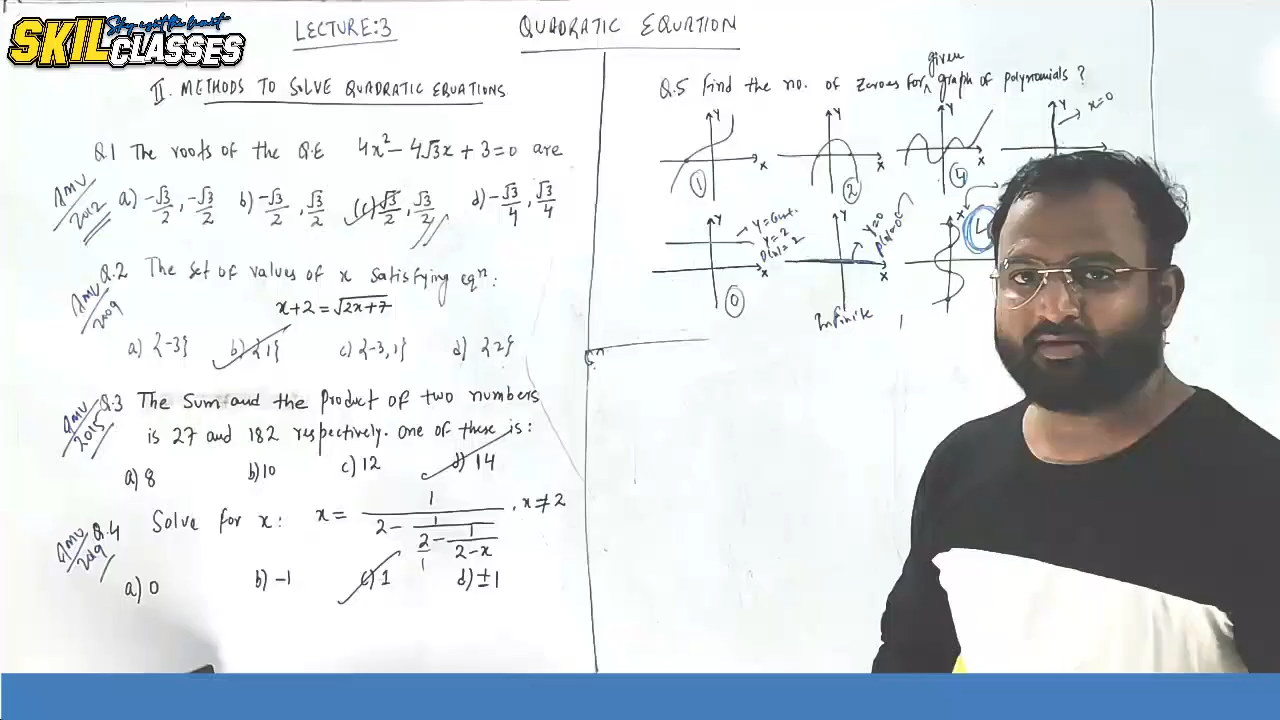 SKIL CLASSES
LECTURE:3
QUADRATIC EQUATION
II. METHODS TO SOLVE QUADRATIC EQUATIONS
Q.1 The roots of the Q.E 4x² - 4√3x + 3 = 0 are
AMU 2012
a) -√3/2, -√3/2 b) -√3/2, √3/2 c) √3/2, √3/2 d) -√3/4, √3/4
Q.2 The set of values of x satisfying eqⁿ:
AMU 2009
x+2 = √2x+7
a) {-3} b) {1} c) {-3, 1} d) {2}
Q.3 The sum and the product of two numbers
AMU 2015
is 27 and 182 respectively. One of these is:
a) 8 b) 10 c) 12 d) 14
Q.4 Solve for x: x = 1/(2 - 1/(2/1 - 1/(2-x))), x ≠ 2
AMU 2019
a) 0 b) -1 c) 1 d) ±1
given
Q.5 Find the no. of zeroes for ^ graph of polynomials ?
Y Y Y Y x=0
X X X
1 2 4
Y Y Y X
Y=Const.
Y=2
P(x)=2
Y=0
P(x)=0
X X
0 Infinite 4